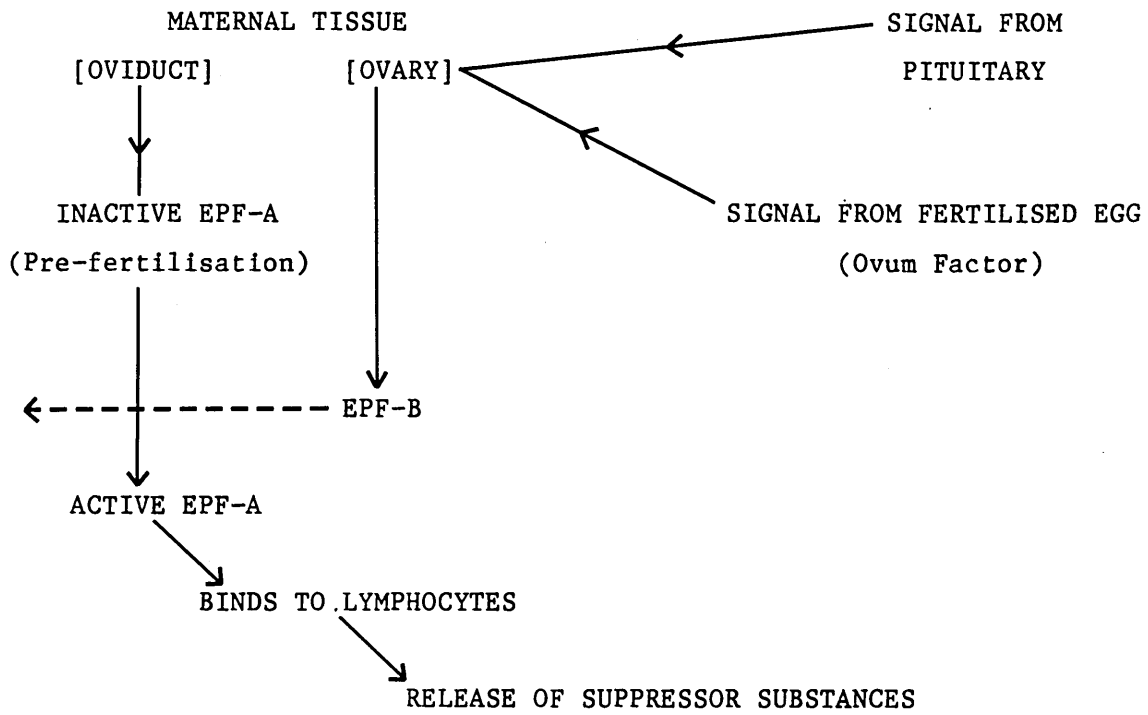 MATERNAL TISSUE
SIGNAL FROM
PITUITARY
[OVIDUCT]
[OVARY]
INACTIVE EPF-A
(Pre-fertilisation)
SIGNAL FROM FERTILISED EGG
(Ovum Factor)
EPF-B
ACTIVE EPF-A
BINDS TO LYMPHOCYTES
RELEASE OF SUPPRESSOR SUBSTANCES